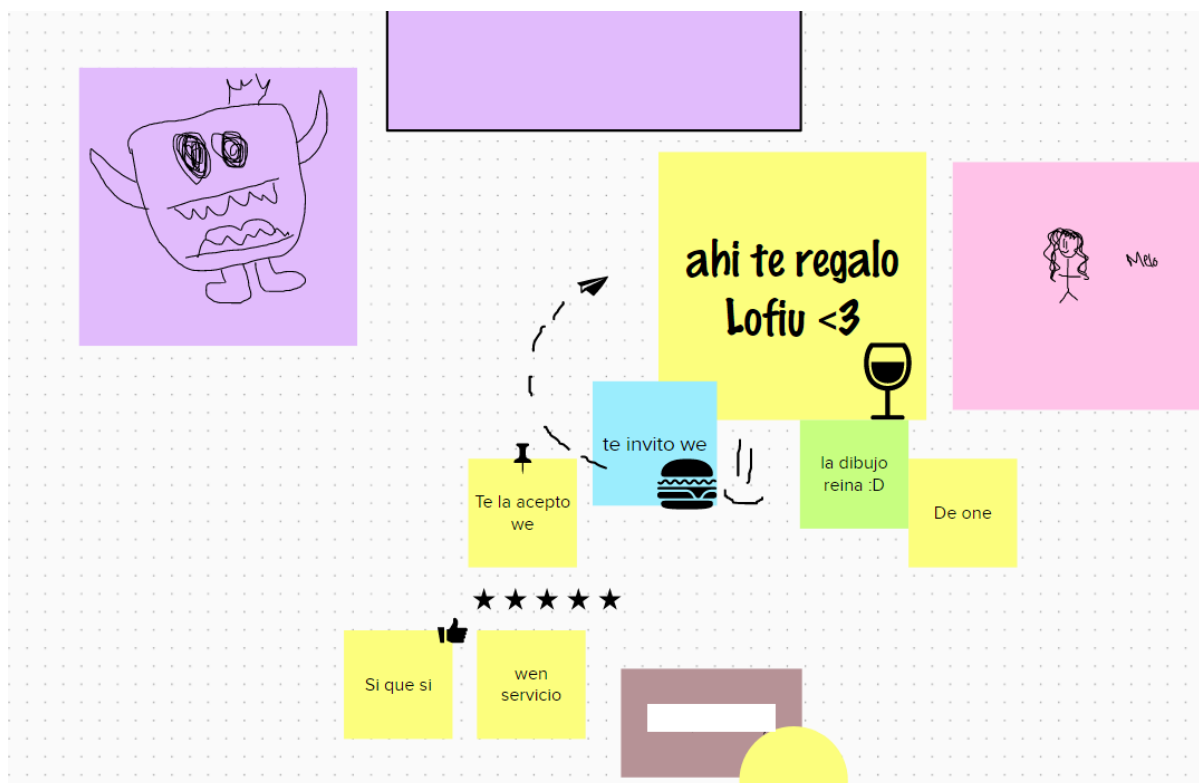 ahi te regalo
Lofiu <3
Melo
te invito we
la dibujo
reina :D
Te la acepto
we
De one
Si que si
wen
servicio